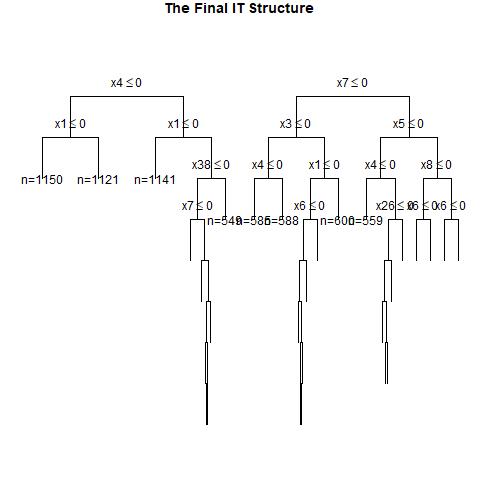 The Final IT Structure
x4 ≤ 0
x7 ≤ 0
x1 ≤ 0
x1 ≤ 0
x3 ≤ 0
x5 ≤ 0
x38 ≤ 0
x4 ≤ 0
x1 ≤ 0
x4 ≤ 0
x8 ≤ 0
n=1150
n=1121
n=1141
x7 ≤ 0
x6 ≤ 0
x26 ≤ 0
x6 ≤ 0
x6 ≤ 0
n=549
n=588
n=600
n=559